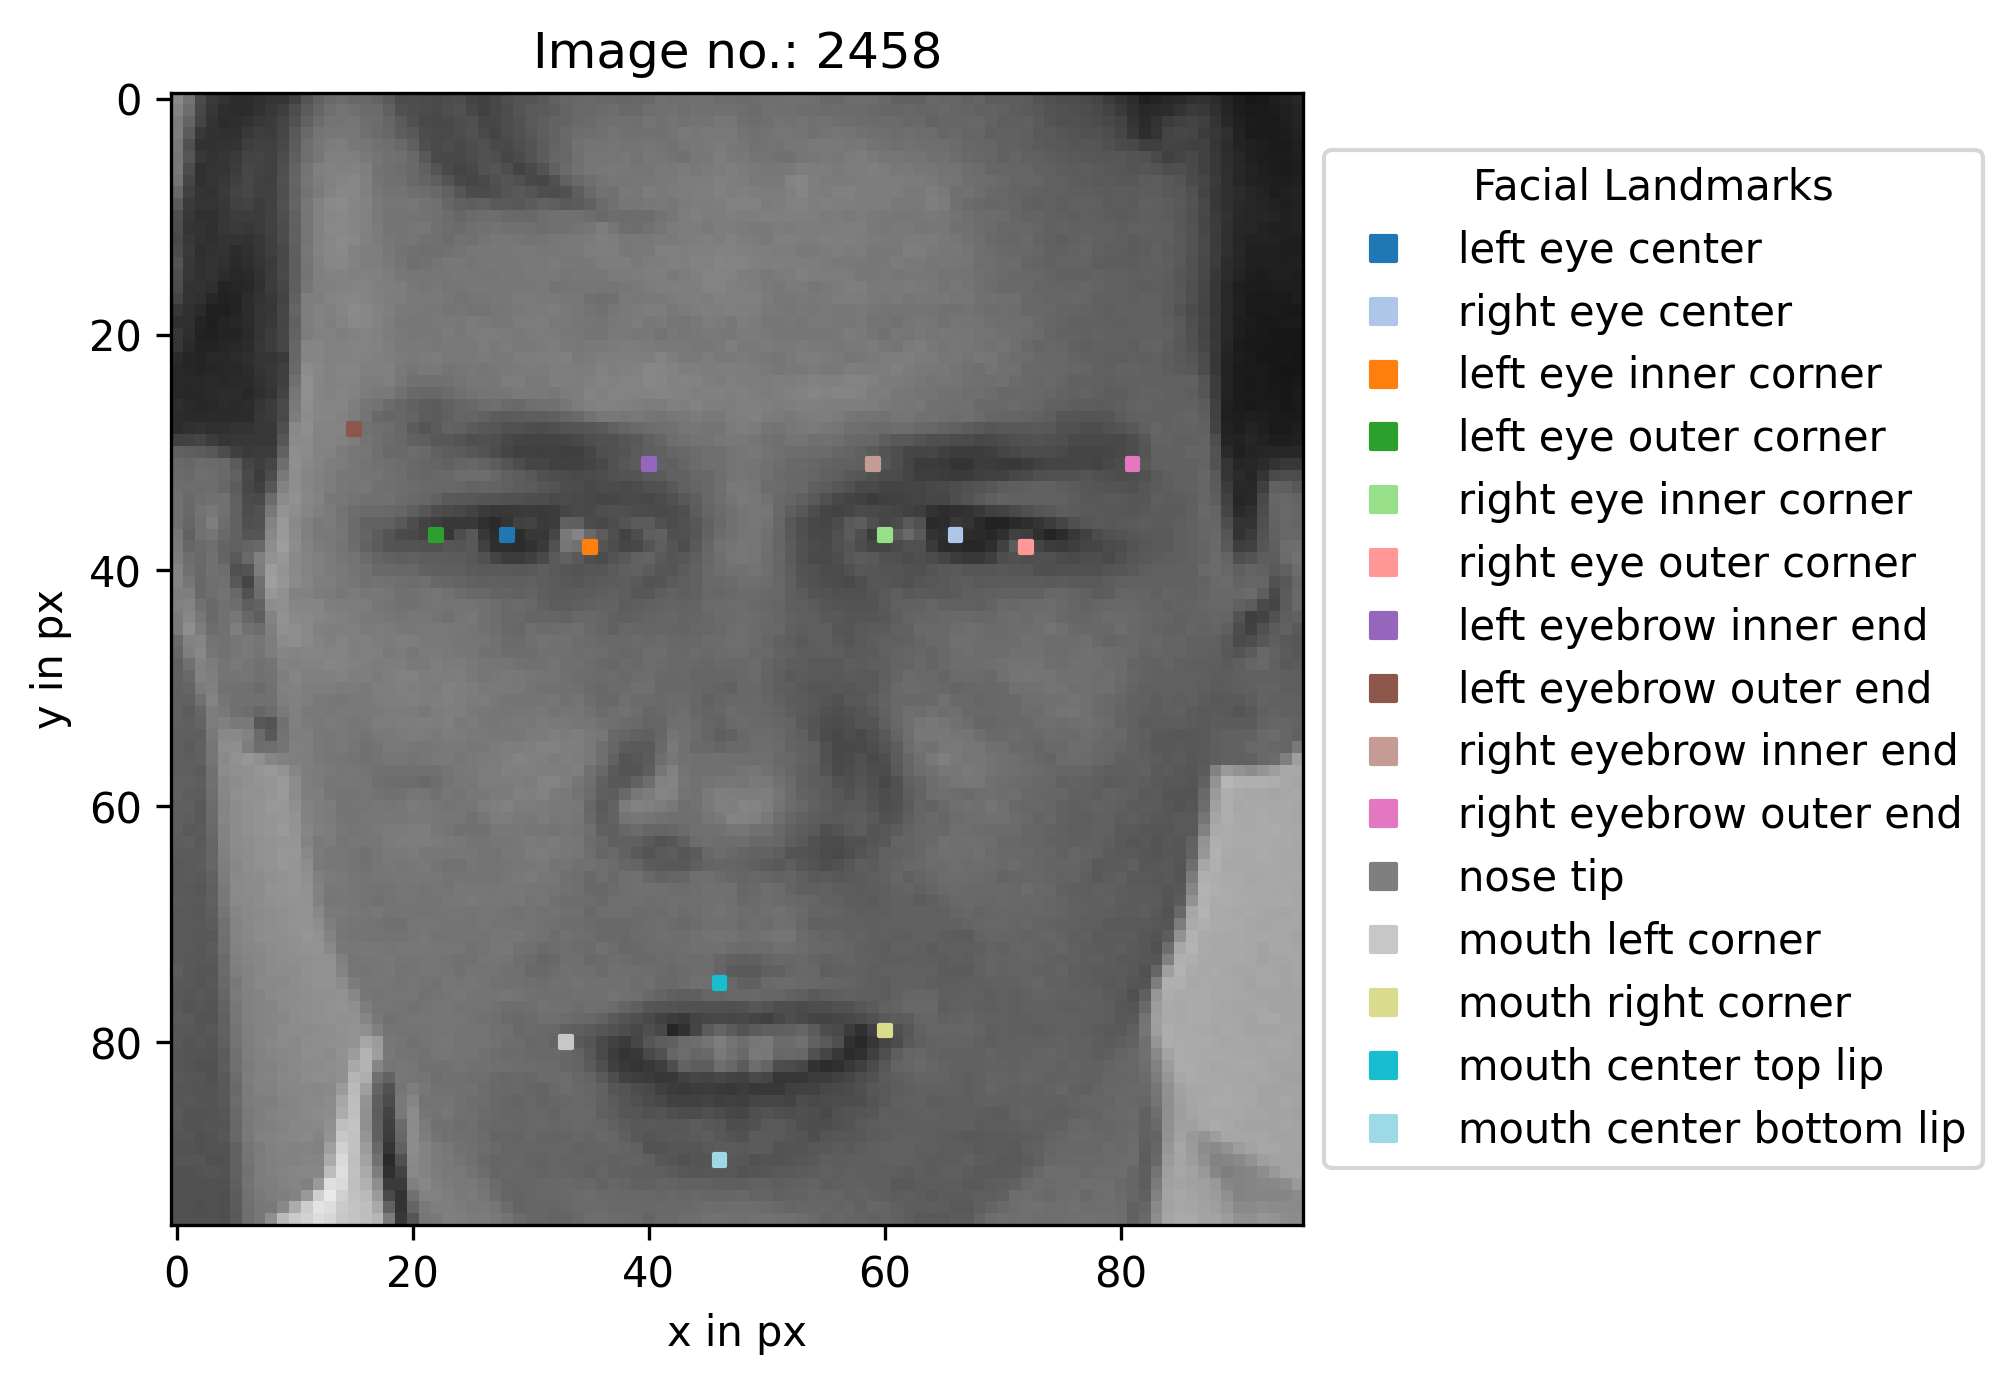 Image no.: 2458
0
20
40
60
80
y in px
0 20 40 60 80
x in px
Facial Landmarks
left eye center
right eye center
left eye inner corner
left eye outer corner
right eye inner corner
right eye outer corner
left eyebrow inner end
left eyebrow outer end
right eyebrow inner end
right eyebrow outer end
nose tip
mouth left corner
mouth right corner
mouth center top lip
mouth center bottom lip